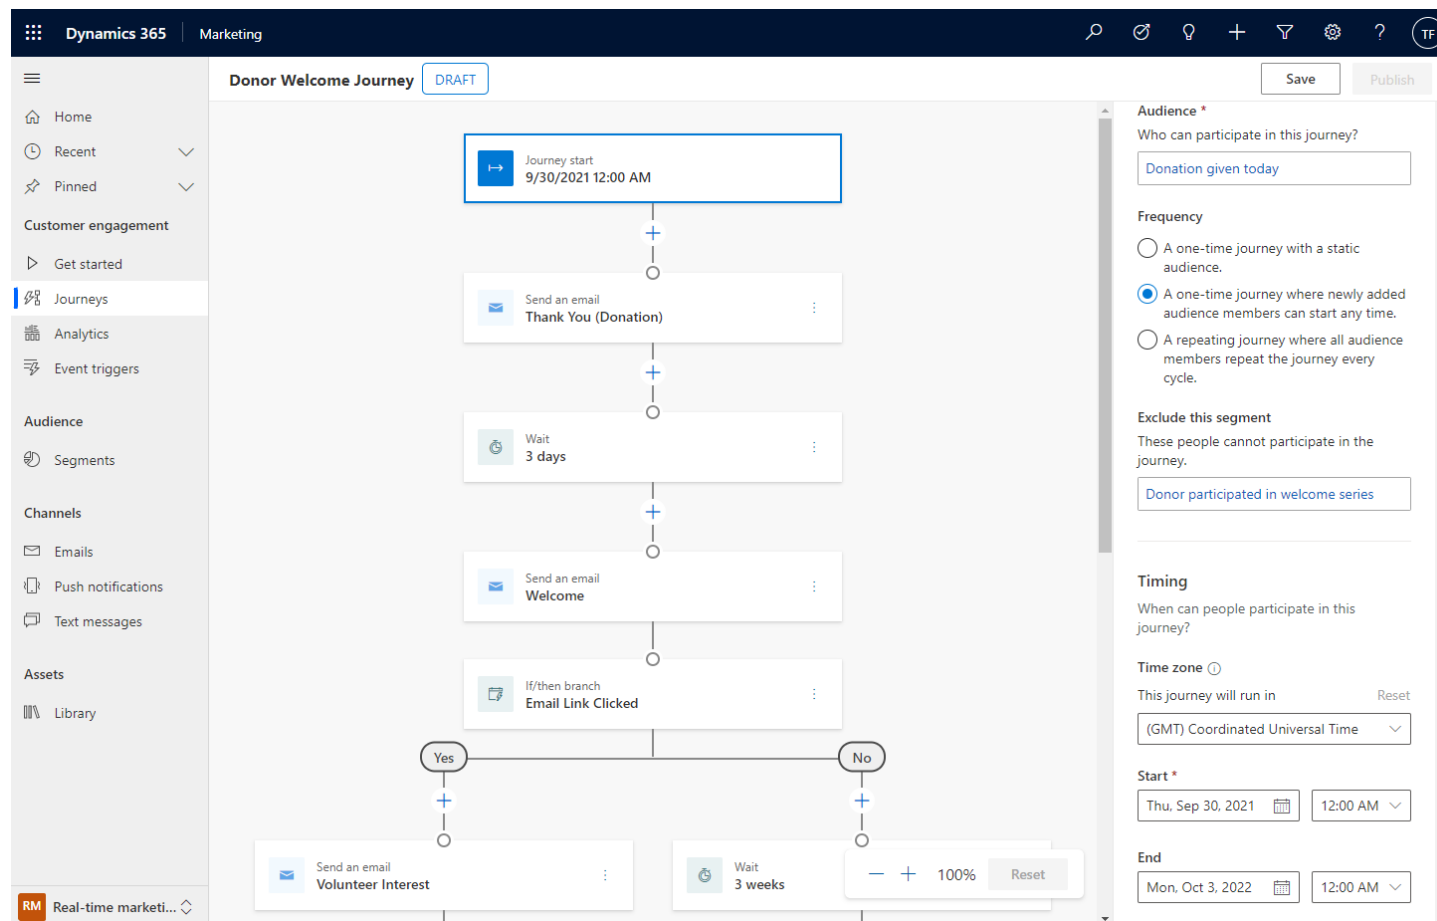 Dynamics 365
Marketing
?
TF
Donor Welcome Journey
DRAFT
Save
Publish
Home
Recent
Pinned
Customer engagement
Get started
Journeys
Analytics
Event triggers
Audience
Segments
Channels
Emails
Push notifications
Text messages
Assets
Library
RM
Real-time marketi...
Journey start
9/30/2021 12:00 AM
Send an email
Thank You (Donation)
Wait
3 days
Send an email
Welcome
If/then branch
Email Link Clicked
Yes
No
Send an email
Volunteer Interest
Wait
3 weeks
100%
Reset
Audience *
Who can participate in this journey?
Donation given today
Frequency
A one-time journey with a static
audience.
A one-time journey where newly added
audience members can start any time.
A repeating journey where all audience
members repeat the journey every
cycle.
Exclude this segment
These people cannot participate in the
journey.
Donor participated in welcome series
Timing
When can people participate in this
journey?
Time zone
This journey will run in
Reset
(GMT) Coordinated Universal Time
Start *
Thu, Sep 30, 2021
12:00 AM
End
Mon, Oct 3, 2022
12:00 AM